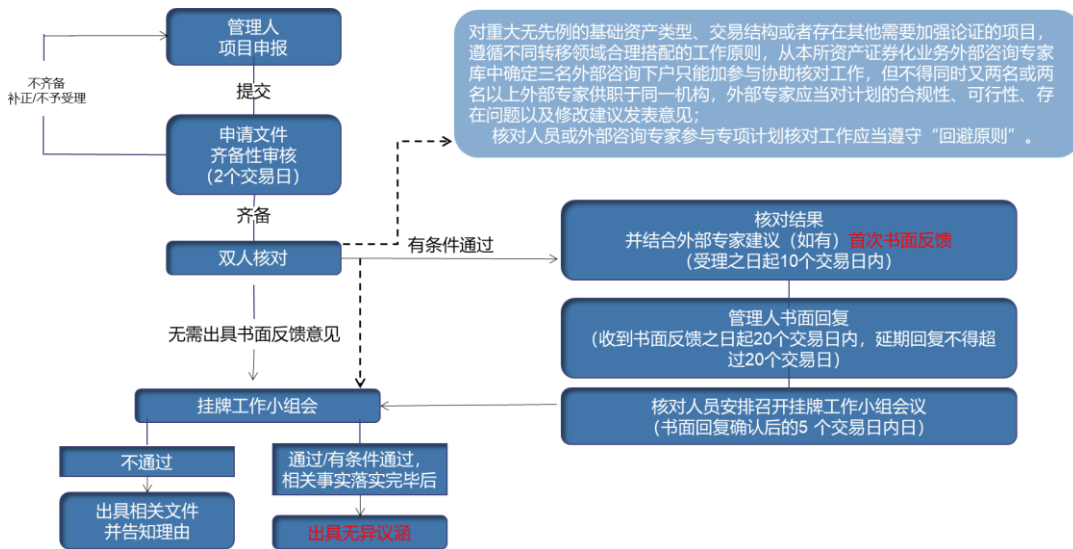 管理人
项目申报
不齐备
补正/不予受理
提交
申请文件
齐备性审核
（2个交易日）
齐备
双人核对
有条件通过
无需出具书面反馈意见
对重大无先例的基础资产类型、交易结构或者存在其他需要加强论证的项目，
遵循不同转移领域合理搭配的工作原则，从本所资产证券化业务外部咨询专家
库中确定三名外部咨询下户只能加参与协助核对工作，但不得同时又两名或两
名以上外部专家供职于同一机构，外部专家应当对计划的合规性、可行性、存
在问题以及修改建议发表意见；
核对人员或外部咨询专家参与专项计划核对工作应当遵守“回避原则”。
核对结果
并结合外部专家建议（如有）首次书面反馈
（受理之日起10个交易日内）
管理人书面回复
（收到书面反馈之日起20个交易日内，延期回复不得超
过20个交易日）
核对人员安排召开挂牌工作小组会议
（书面回复确认后的5 个交易日内日）
挂牌工作小组会
不通过
出具相关文件
并告知理由
通过/有条件通过，
相关事实落实完毕后
出具无异议涵